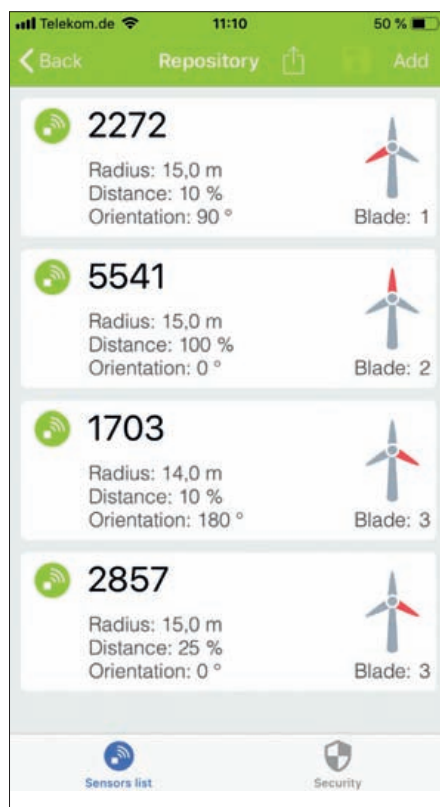 Telekom.de 11:10 50 %
Back Repository Add
2272
Radius: 15,0 m
Distance: 10 %
Orientation: 90 °
Blade: 1
5541
Radius: 15,0 m
Distance: 100 %
Orientation: 0 °
Blade: 2
1703
Radius: 14,0 m
Distance: 10 %
Orientation: 180 °
Blade: 3
2857
Radius: 15,0 m
Distance: 25 %
Orientation: 0 °
Blade: 3
Sensors list Security